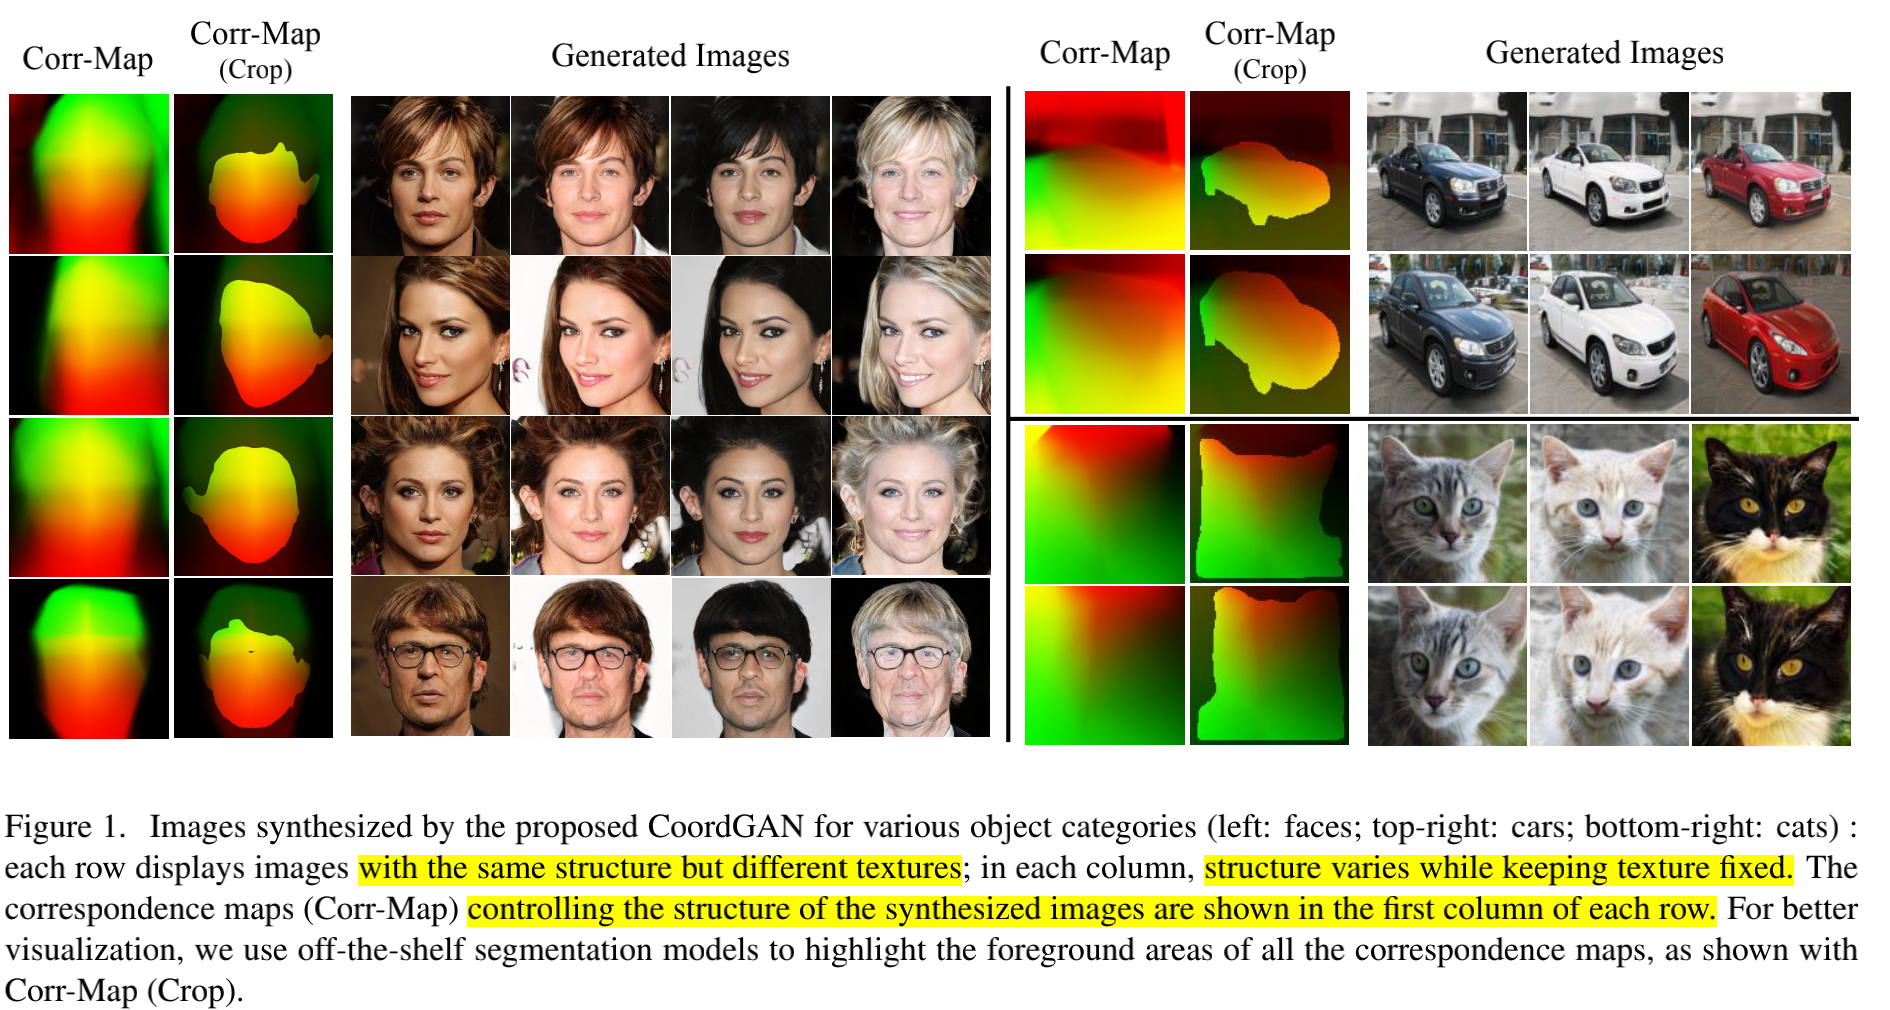 Corr-Map
Corr-Map
(Crop)
Generated Images
Corr-Map
Corr-Map
(Crop)
Generated Images
Figure 1. Images synthesized by the proposed CoordGAN for various object categories (left: faces; top-right: cars; bottom-right: cats) :
each row displays images with the same structure but different textures; in each column, structure varies while keeping texture fixed. The
correspondence maps (Corr-Map) controlling the structure of the synthesized images are shown in the first column of each row. For better
visualization, we use off-the-shelf segmentation models to highlight the foreground areas of all the correspondence maps, as shown with
Corr-Map (Crop).